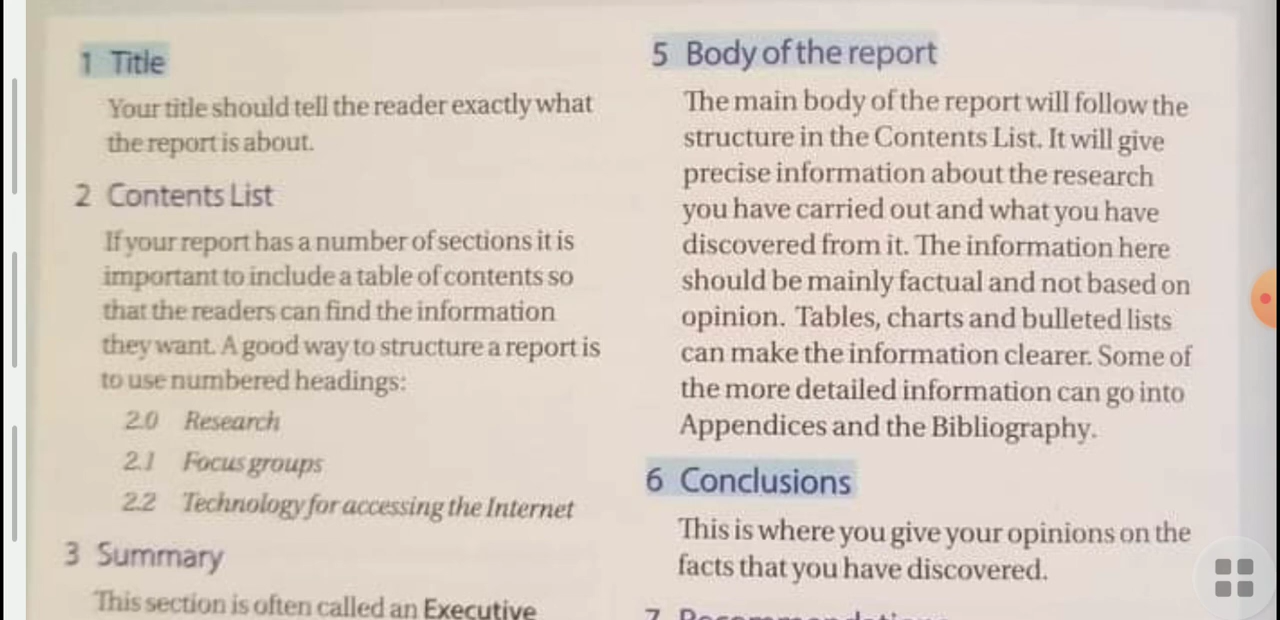 1 Title
Your title should tell the reader exactly what
the report is about.
2 Contents List
If your report has a number of sections it is
important to include a table of contents so
that the readers can find the information
they want. A good way to structure a report is
to use numbered headings:
2.0 Research
2.1 Focus groups
2.2 Technology for accessing the Internet
3 Summary
This section is often called an Executive
5 Body of the report
The main body of the report will follow the
structure in the Contents List. It will give
precise information about the research
you have carried out and what you have
discovered from it. The information here
should be mainly factual and not based on
opinion. Tables, charts and bulleted lists
can make the information clearer. Some of
the more detailed information can go into
Appendices and the Bibliography.
6 Conclusions
This is where you give your opinions on the
facts that you have discovered.
7 Recommendations